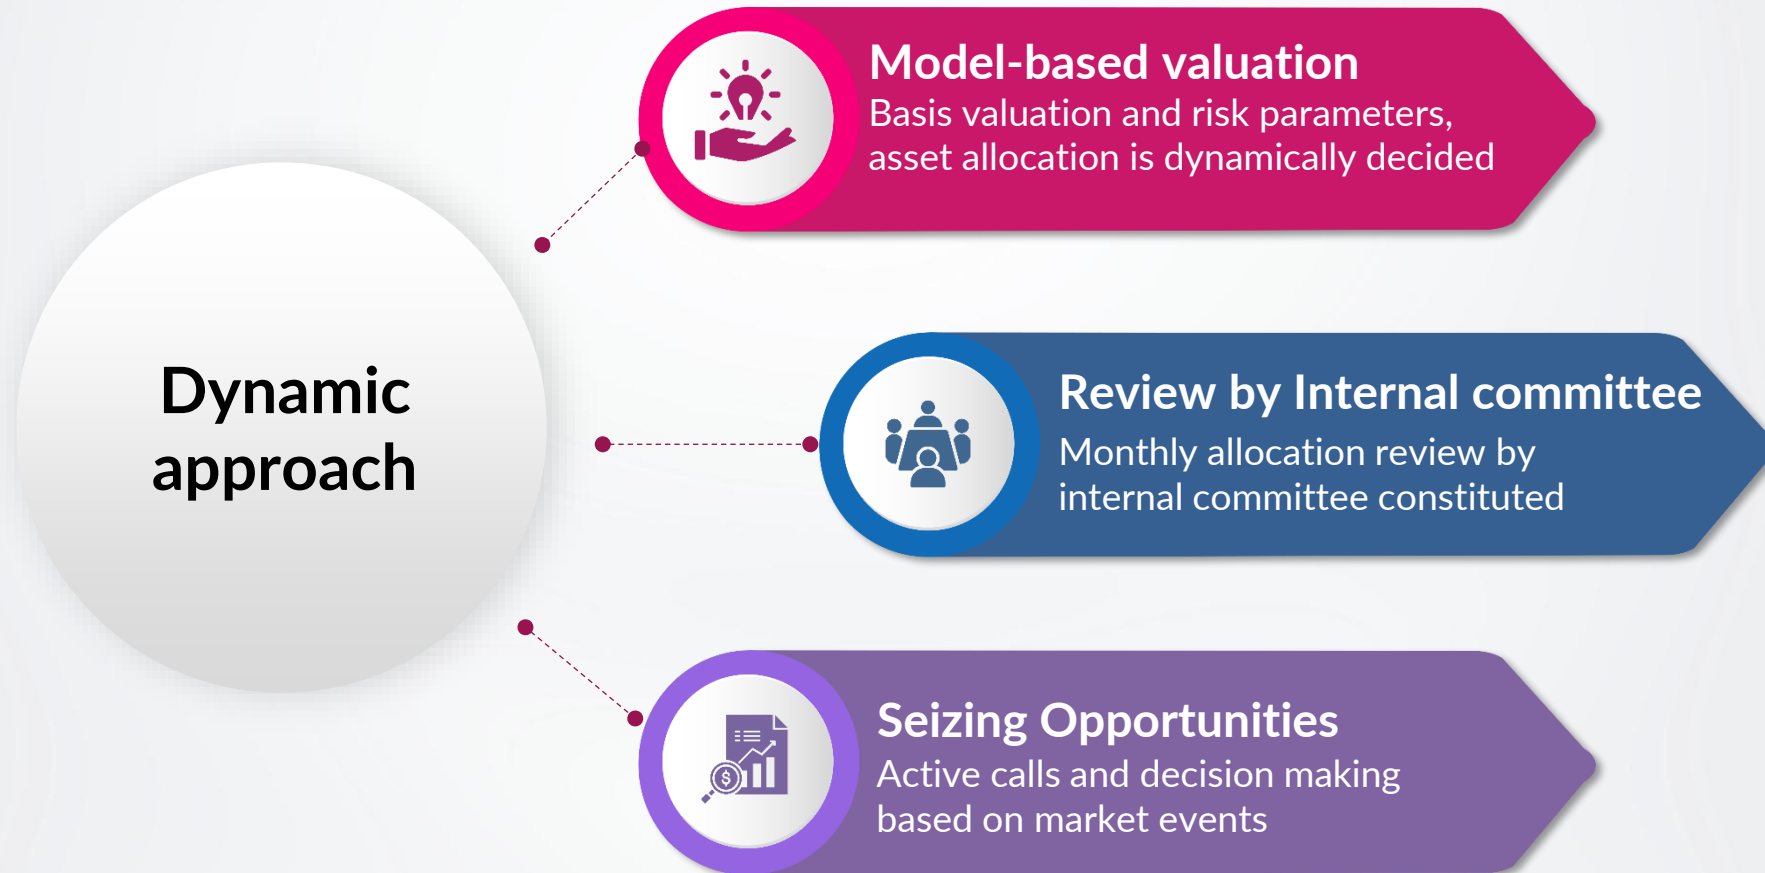 Dynamic
approach
Model-based valuation
Basis valuation and risk parameters,
asset allocation is dynamically decided
Review by Internal committee
Monthly allocation review by
internal committee constituted
Seizing Opportunities
Active calls and decision making
based on market events
$